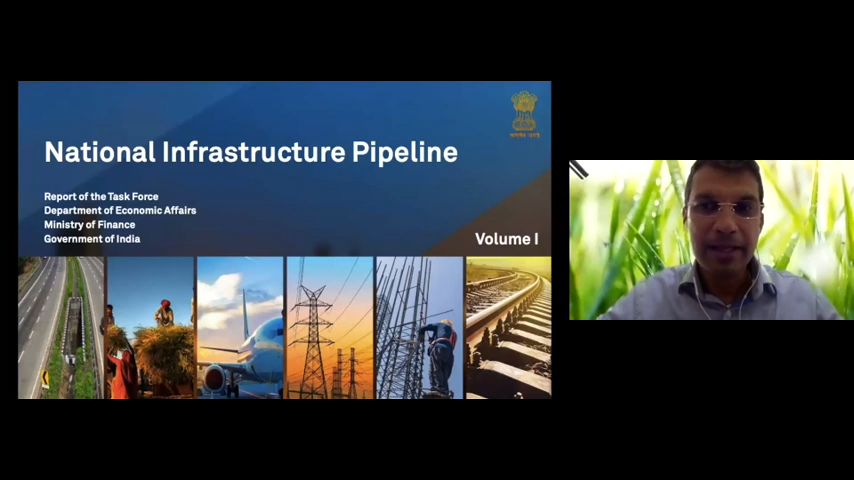 National Infrastructure Pipeline
Report of the Task Force
Department of Economic Affairs
Ministry of Finance
Government of India
Volume I